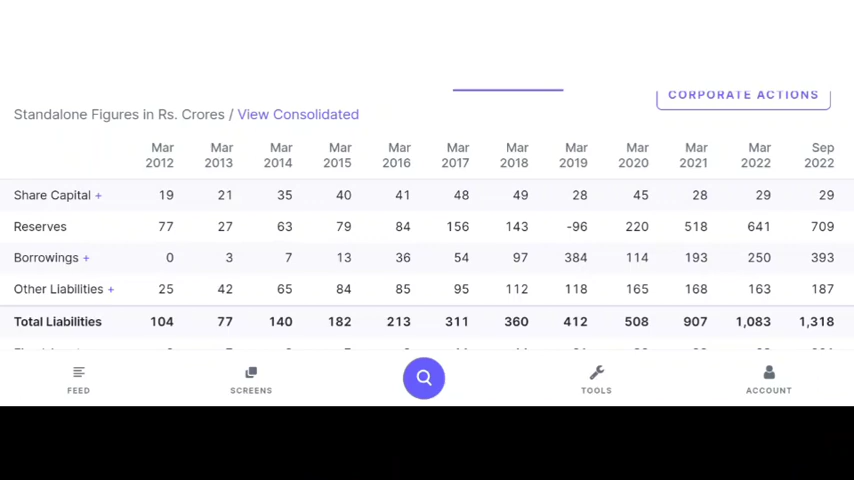 CORPORATE ACTIONS
Standalone Figures in Rs. Crores / View Consolidated
Mar Mar Mar Mar Mar Mar Mar Mar Mar Mar Mar Sep
2012 2013 2014 2015 2016 2017 2018 2019 2020 2021 2022 2022
Share Capital + 19 21 35 40 41 48 49 28 45 28 29 29
Reserves 77 27 63 79 84 156 143 -96 220 518 641 709
Borrowings + 0 3 7 13 36 54 97 384 114 193 250 393
Other Liabilities + 25 42 65 84 85 95 112 118 165 168 163 187
Total Liabilities 104 77 140 182 213 311 360 412 508 907 1,083 1,318
FEED SCREENS TOOLS ACCOUNT